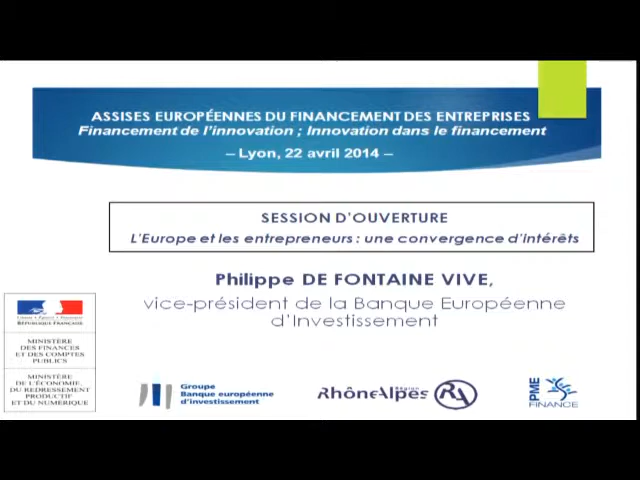 ASSISES EUROPÉENNES DU FINANCEMENT DES ENTREPRISES
Financement de l'innovation ; Innovation dans le financement
– Lyon, 22 avril 2014 –
SESSION D'OUVERTURE
L'Europe et les entrepreneurs : une convergence d'intérêts
Philippe DE FONTAINE VIVE,
vice-président de la Banque Européenne
d'Investissement
RÉPUBLIQUE FRANÇAISE
MINISTÈRE
DES FINANCES
ET DES COMPTES
PUBLICS
MINISTÈRE
DE L'ÉCONOMIE,
DU REDRESSEMENT
PRODUCTIF
ET DU NUMÉRIQUE
Groupe
Banque européenne
d'investissement
Région
RhôneAlpes RA
PME
FINANCE